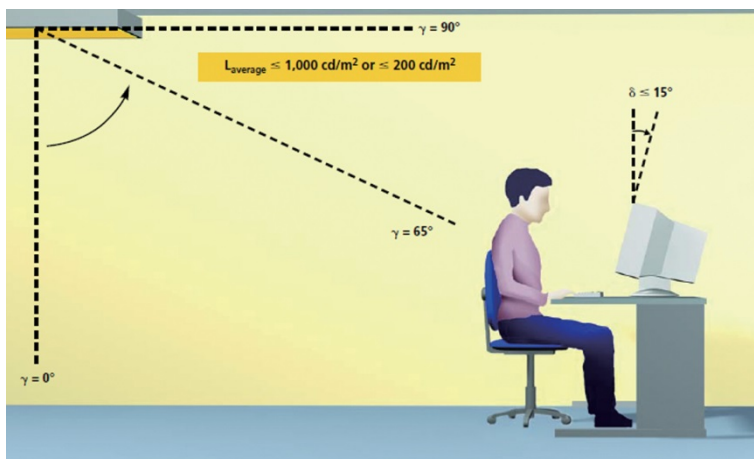 γ = 90°
Laverage ≤ 1,000 cd/m² or ≤ 200 cd/m²
δ ≤ 15°
γ = 65°
γ = 0°